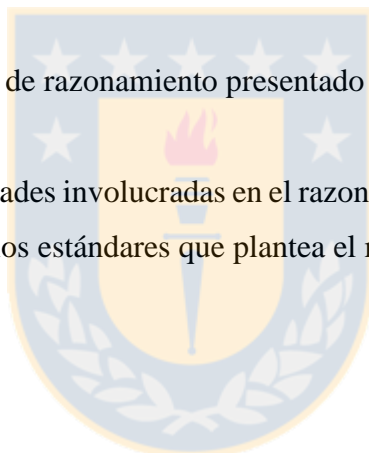 de razonamiento presentado
ades involucradas en el razon
os estándares que plantea el